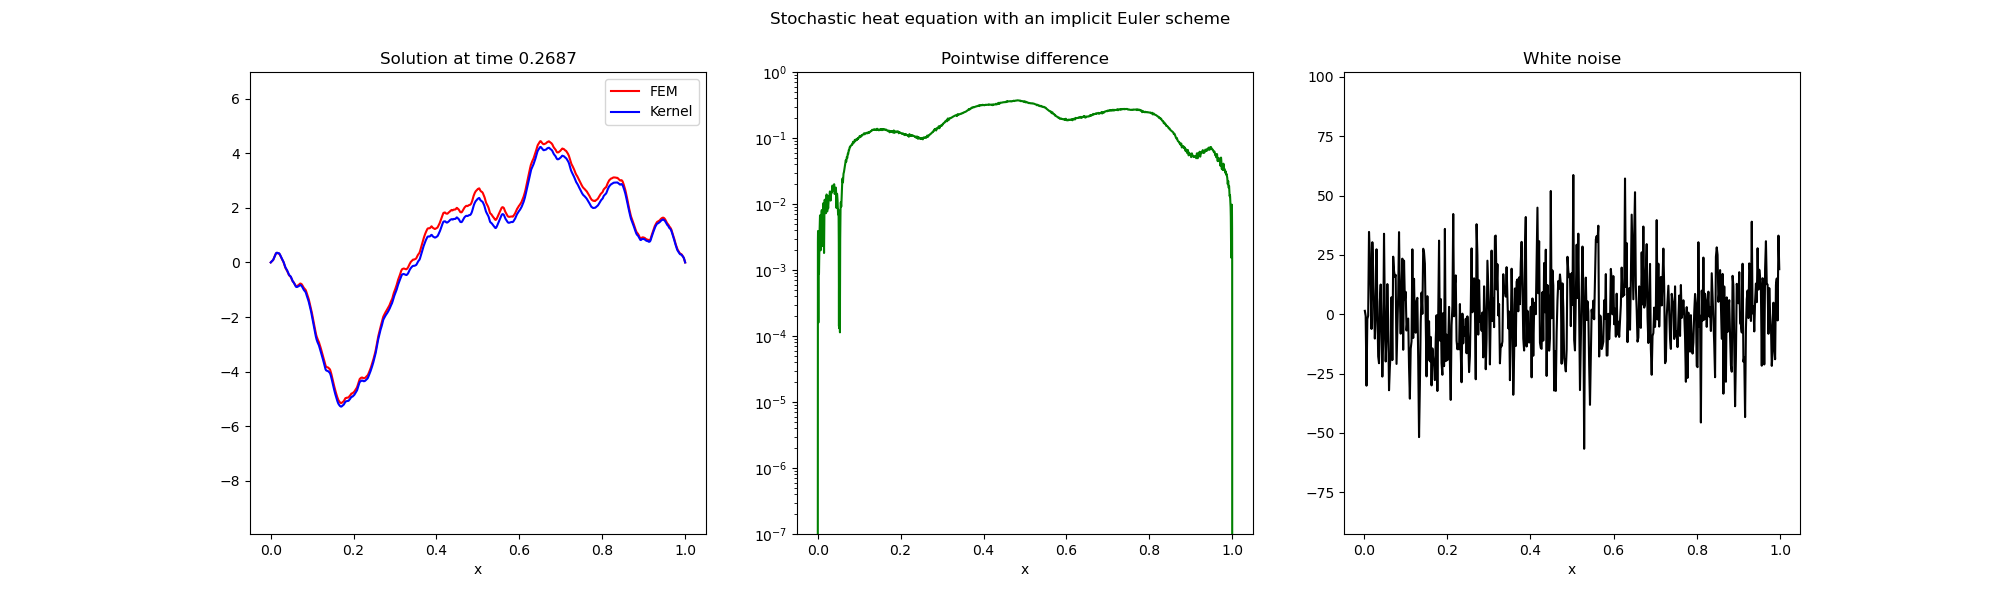 Stochastic heat equation with an implicit Euler scheme
Solution at time 0.2687
FEM
Kernel
6
4
2
0
−2
−4
−6
−8
0.0 0.2 0.4 0.6 0.8 1.0
x
Pointwise difference
10⁰
10⁻¹
10⁻²
10⁻³
10⁻⁴
10⁻⁵
10⁻⁶
10⁻⁷
0.0 0.2 0.4 0.6 0.8 1.0
x
White noise
100
75
50
25
0
−25
−50
−75
0.0 0.2 0.4 0.6 0.8 1.0
x